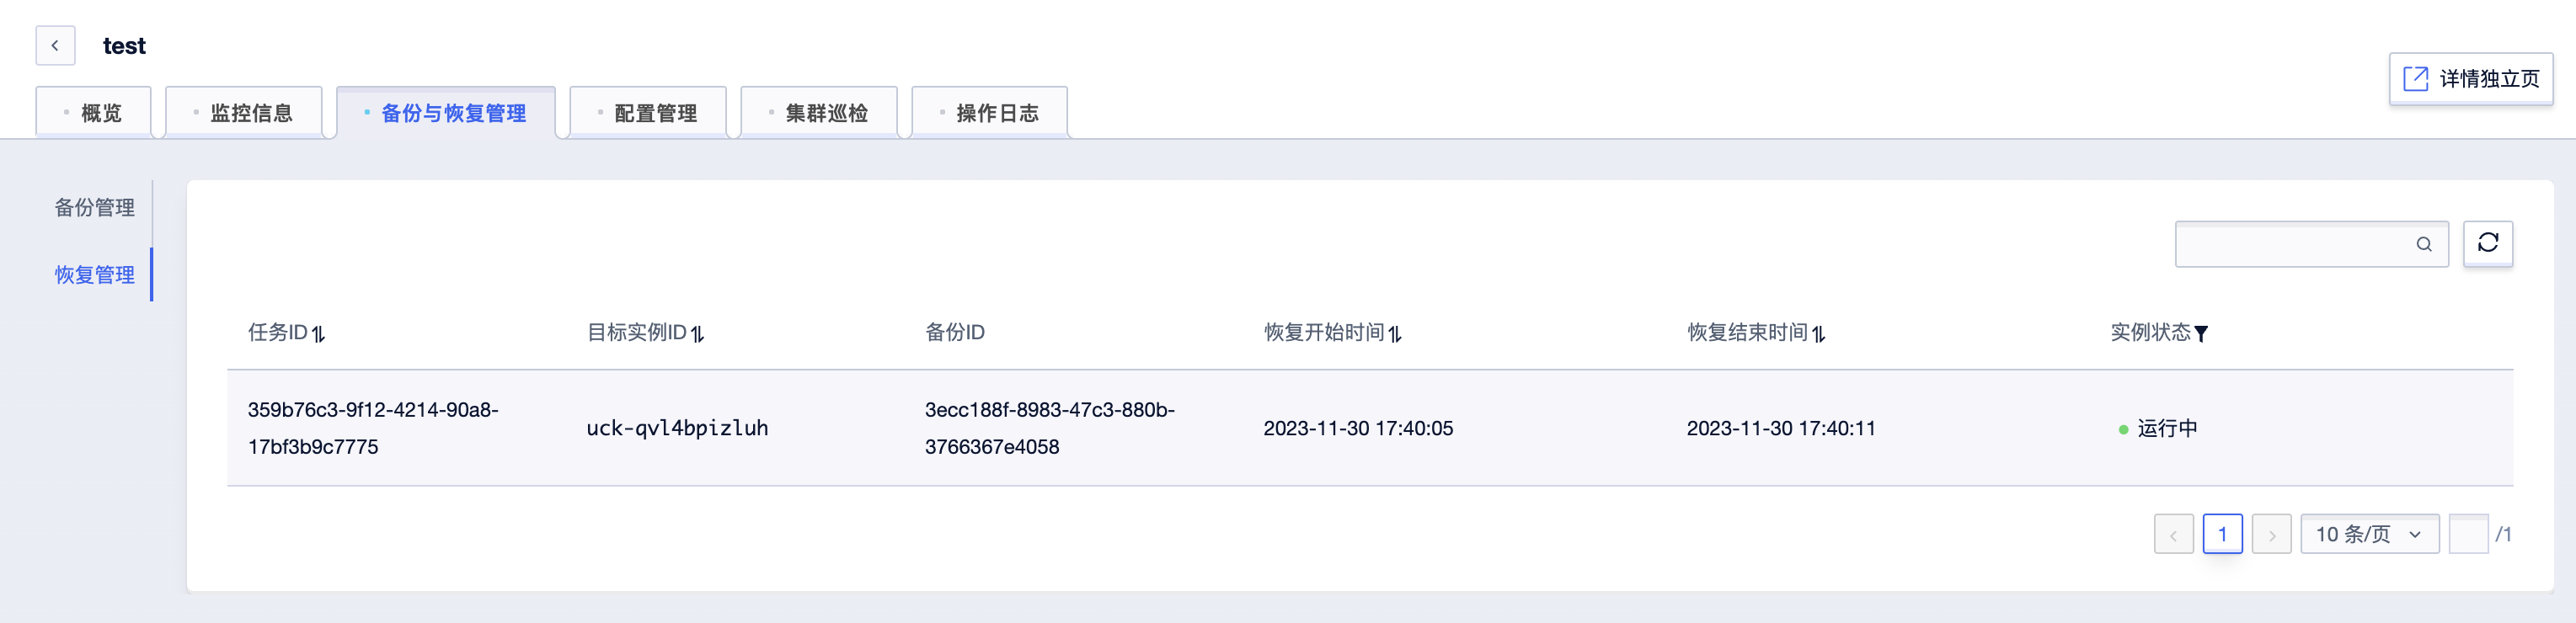 test
详情独立页
概览
监控信息
备份与恢复管理
配置管理
集群巡检
操作日志
备份管理
恢复管理
任务ID
目标实例ID
备份ID
恢复开始时间
恢复结束时间
实例状态
359b76c3-9f12-4214-90a8-
17bf3b9c7775
uck-qvl4bpizluh
3ecc188f-8983-47c3-880b-
3766367e4058
2023-11-30 17:40:05
2023-11-30 17:40:11
运行中
1
10 条/页
/1